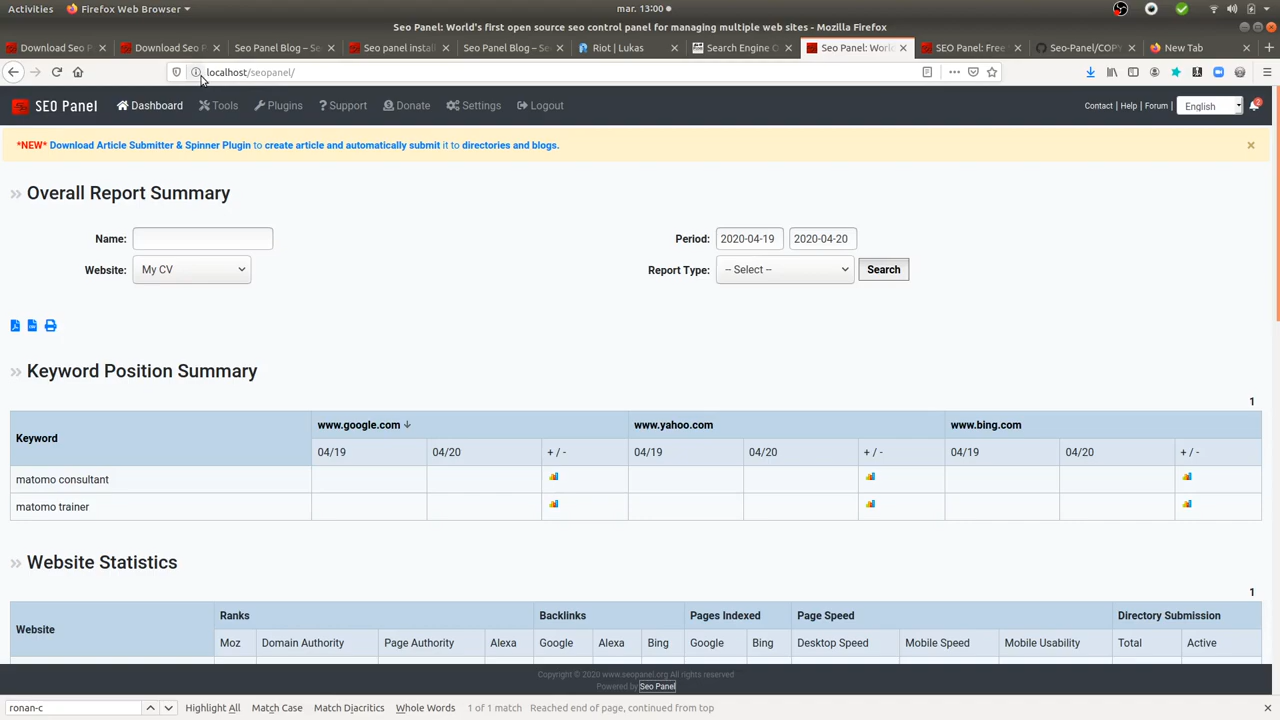 Activities Firefox Web Browser mar. 13:00
Seo Panel: World's first open source seo control panel for managing multiple web sites - Mozilla Firefox
Download Seo P Download Seo P Seo Panel Blog – Se Seo panel instal Seo Panel Blog – Se Riot | Lukas Search Engine O Seo Panel: Worl SEO Panel: Free Seo-Panel/COPY New Tab
localhost/seopanel/
SEO Panel Dashboard Tools Plugins Support Donate Settings Logout Contact | Help | Forum | English 2
*NEW* Download Article Submitter & Spinner Plugin to create article and automatically submit it to directories and blogs. ×
Overall Report Summary
Name: Period: 2020-04-19 2020-04-20
Website: My CV Report Type: -- Select -- Search
Keyword Position Summary
1
Keyword www.google.com www.yahoo.com www.bing.com
04/19 04/20 + / - 04/19 04/20 + / - 04/19 04/20 + / -
matomo consultant
matomo trainer
Website Statistics
1
Website Ranks Backlinks Pages Indexed Page Speed Directory Submission
Moz Domain Authority Page Authority Alexa Google Alexa Bing Google Bing Desktop Speed Mobile Speed Mobile Usability Total Active
Copyright © 2020 www.seopanel.org All rights reserved
Powered by Seo Panel
ronan-c Highlight All Match Case Match Diacritics Whole Words 1 of 1 match Reached end of page, continued from top